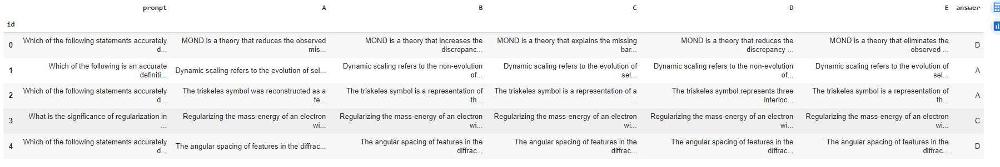 prompt A B C D E answer
id
0 Which of the following statements accurately d... MOND is a theory that reduces the observed mis... MOND is a theory that increases the discrepanc... MOND is a theory that explains the missing bar... MOND is a theory that reduces the discrepancy ... MOND is a theory that eliminates the observed ... D
1 Which of the following is an accurate definiti... Dynamic scaling refers to the evolution of sel... Dynamic scaling refers to the non-evolution of... Dynamic scaling refers to the evolution of sel... Dynamic scaling refers to the non-evolution of... Dynamic scaling refers to the evolution of sel... A
2 Which of the following statements accurately d... The triskeles symbol was reconstructed as a fe... The triskeles symbol is a representation of th... The triskeles symbol is a representation of a ... The triskeles symbol represents three interloc... The triskeles symbol is a representation of th... A
3 What is the significance of regularization in ... Regularizing the mass-energy of an electron wi... Regularizing the mass-energy of an electron wi... Regularizing the mass-energy of an electron wi... Regularizing the mass-energy of an electron wi... Regularizing the mass-energy of an electron wi... C
4 Which of the following statements accurately d... The angular spacing of features in the diffrac... The angular spacing of features in the diffrac... The angular spacing of features in the diffrac... The angular spacing of features in the diffrac... The angular spacing of features in the diffrac... D